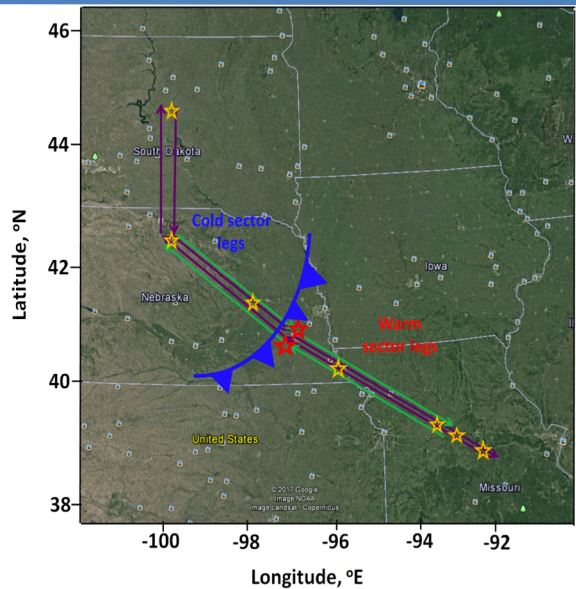 46
44
42
40
38
Latitude, °N
South Dakota
Cold sector
legs
Iowa
Nebraska
Warm
sector legs
United States
© 2017 Google
Image NOAA
Image Landsat / Copernicus
Missouri
W
-100
-98
-96
-94
-92
Longitude, °E